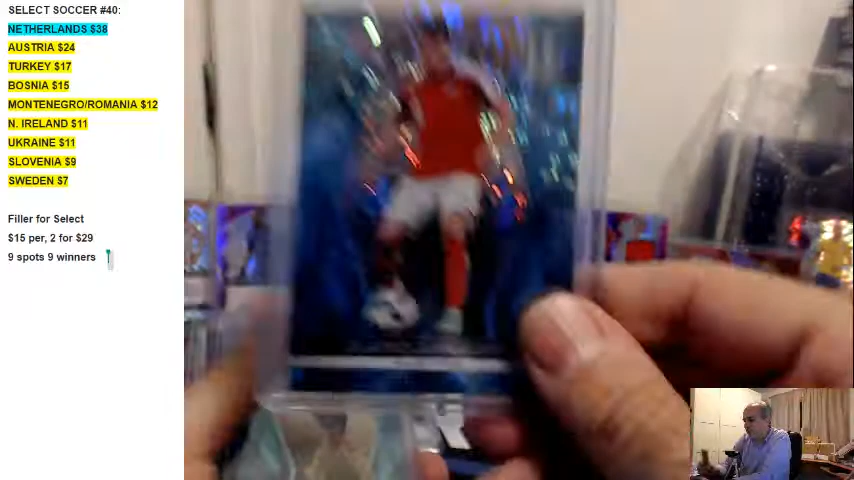 SELECT SOCCER #40:
NETHERLANDS $38
AUSTRIA $24
TURKEY $17
BOSNIA $15
MONTENEGRO/ROMANIA $12
N. IRELAND $11
UKRAINE $11
SLOVENIA $9
SWEDEN $7
Filler for Select
$15 per, 2 for $29
9 spots 9 winners